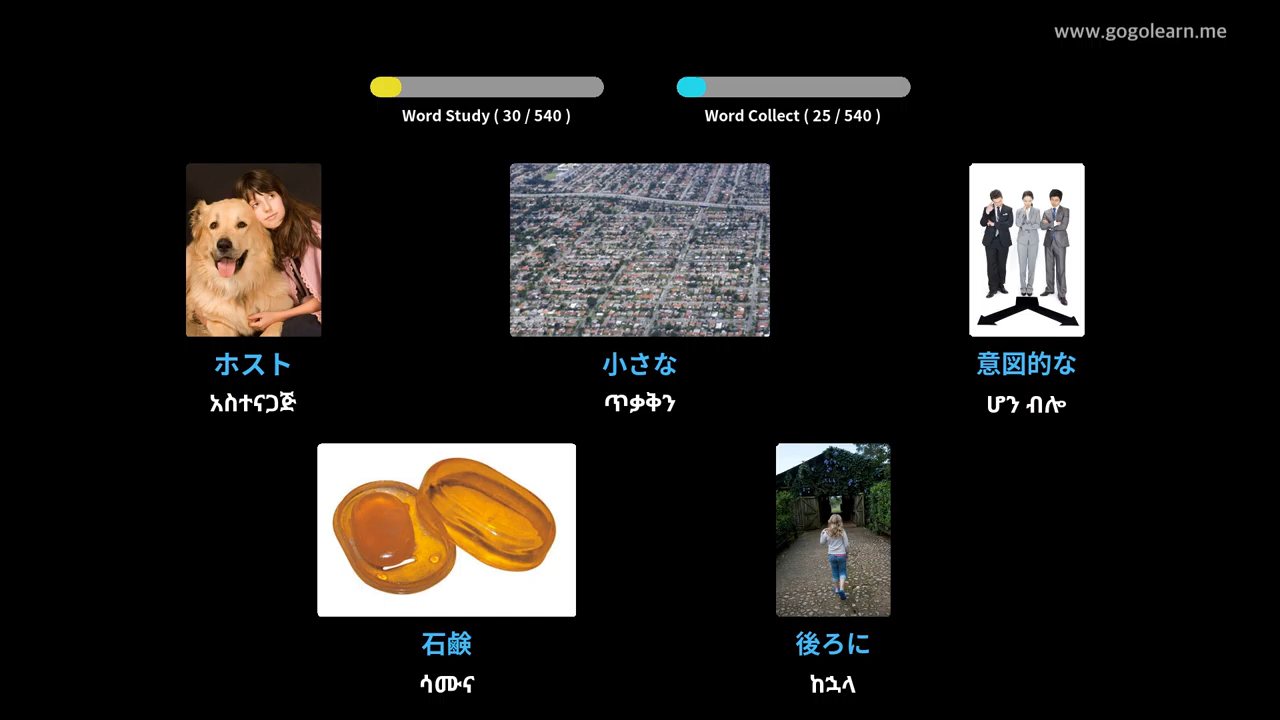 www.gogolearn.me
Word Study ( 30 / 540 )
Word Collect ( 25 / 540 )
ホスト
小さな
意図的な
አስተናጋጅ
ጥቃቅን
ሆን ብሎ
石鹸
後ろに
ሳሙና
ከኋላ